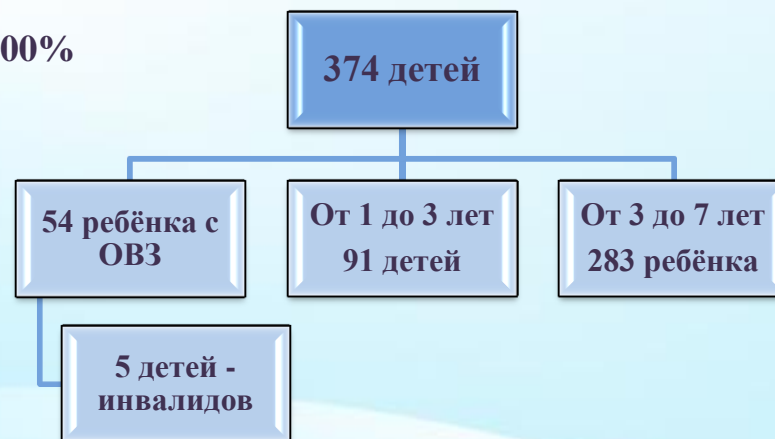 00%
374 детей
54 ребёнка с
ОВЗ
От 1 до 3 лет
91 детей
От 3 до 7 лет
283 ребёнка
5 детей -
инвалидов